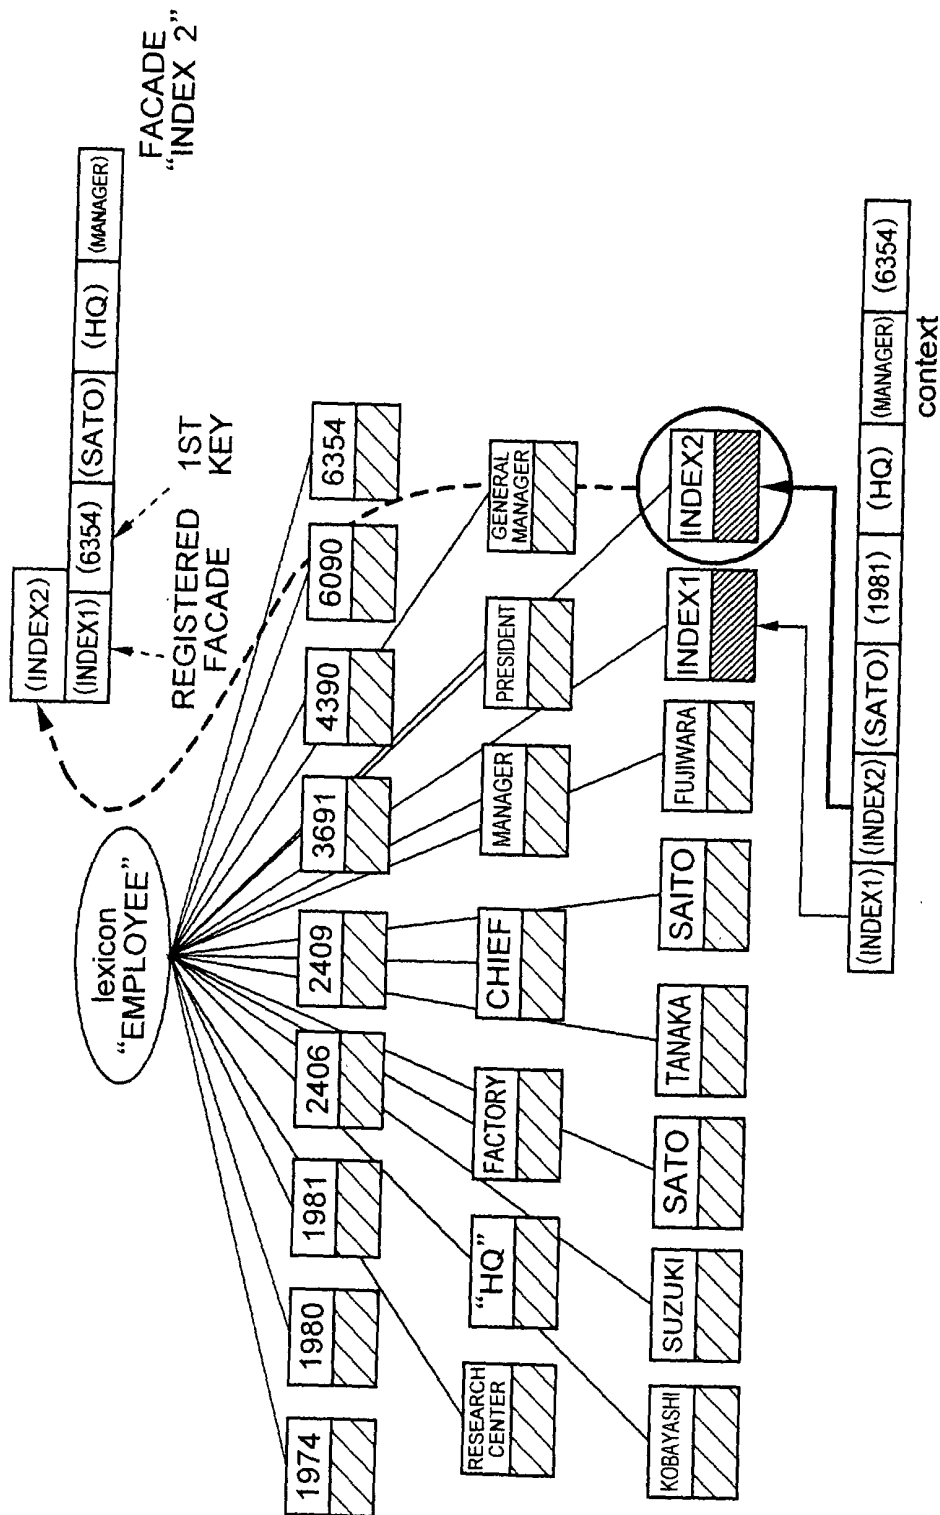 lexicon
"EMPLOYEE"
(INDEX2)
(INDEX1) (6354) (SATO) (HQ) (MANAGER)
REGISTERED
FACADE
1ST
KEY
FACADE
"INDEX 2"
1974
1980
1981
2406
2409
3691
4390
6090
6354
RESEARCH
CENTER
"HQ"
FACTORY
CHIEF
MANAGER
PRESIDENT
GENERAL
MANAGER
KOBAYASHI
SUZUKI
SATO
TANAKA
SAITO
FUJIWARA
INDEX1
INDEX2
(INDEX1) (INDEX2) (SATO) (1981) (HQ) (MANAGER) (6354)
context